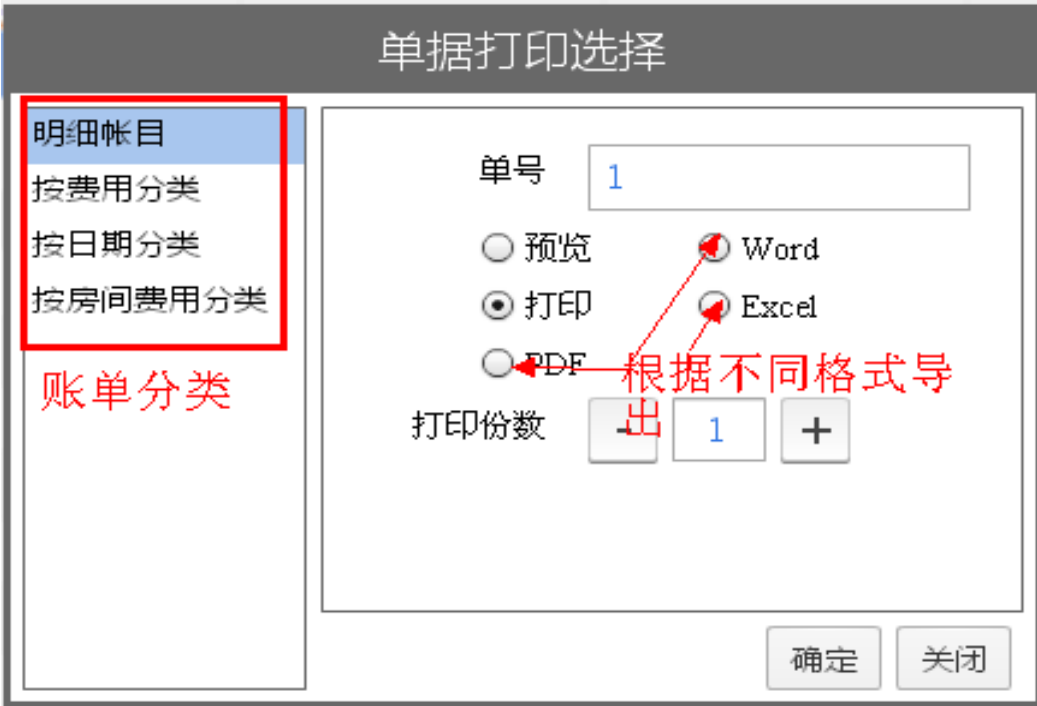 单据打印选择
明细帐目
按费用分类
按日期分类
按房间费用分类
账单分类
单号 1
预览 Word
打印 Excel
PDF
根据不同格式导
出
打印份数 - 1 +
确定 关闭